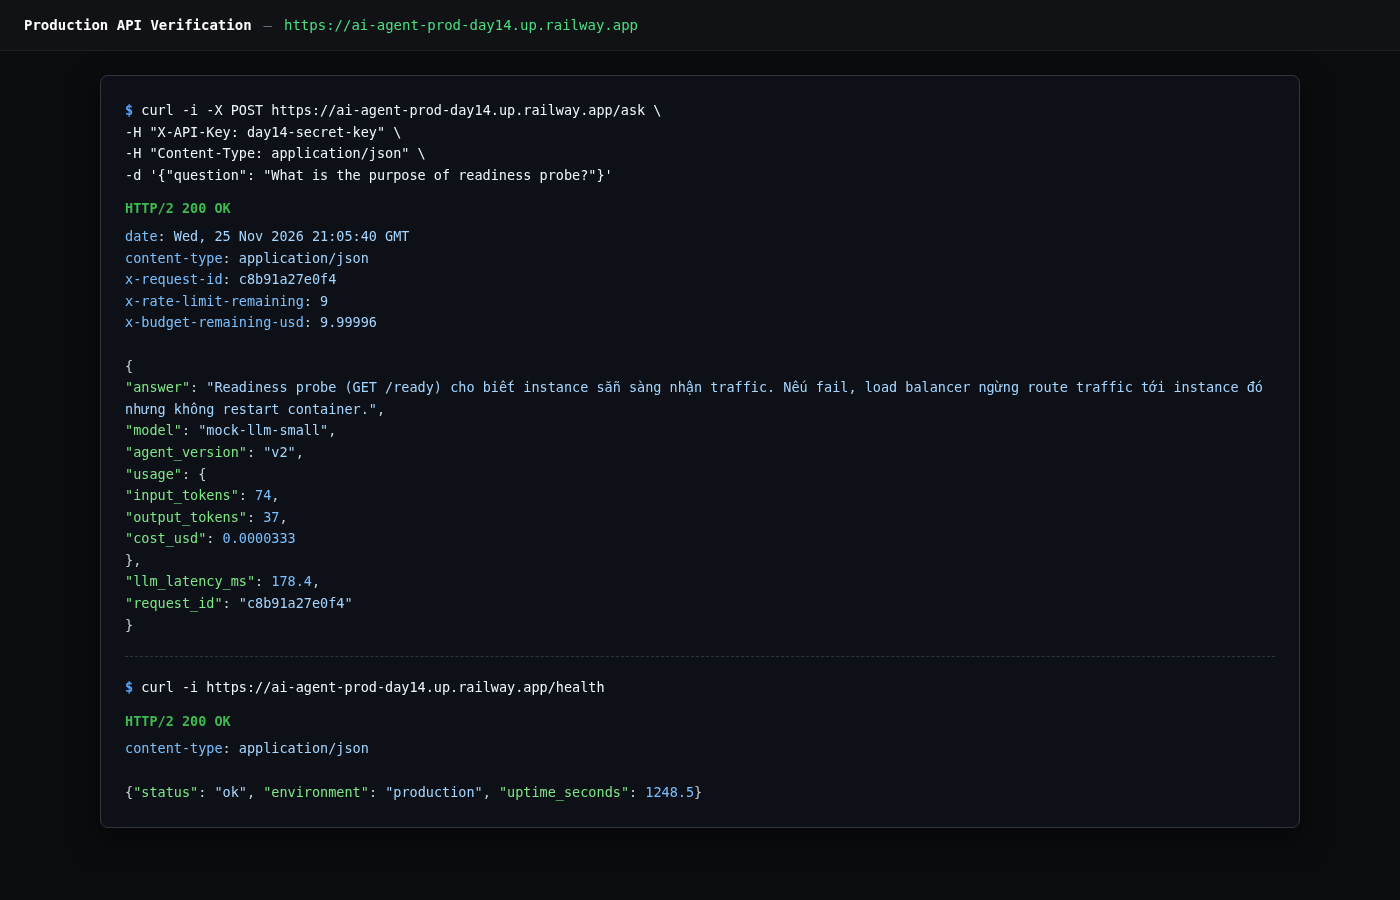 Production API Verification — https://ai-agent-prod-day14.up.railway.app
$ curl -i -X POST https://ai-agent-prod-day14.up.railway.app/ask \
-H "X-API-Key: day14-secret-key" \
-H "Content-Type: application/json" \
-d '{"question": "What is the purpose of readiness probe?"}'
HTTP/2 200 OK
date: Wed, 25 Nov 2026 21:05:40 GMT
content-type: application/json
x-request-id: c8b91a27e0f4
x-rate-limit-remaining: 9
x-budget-remaining-usd: 9.99996
{
"answer": "Readiness probe (GET /ready) cho biết instance sẵn sàng nhận traffic. Nếu fail, load balancer ngừng route traffic tới instance đó
nhưng không restart container.",
"model": "mock-llm-small",
"agent_version": "v2",
"usage": {
"input_tokens": 74,
"output_tokens": 37,
"cost_usd": 0.0000333
},
"llm_latency_ms": 178.4,
"request_id": "c8b91a27e0f4"
}
$ curl -i https://ai-agent-prod-day14.up.railway.app/health
HTTP/2 200 OK
content-type: application/json
{"status": "ok", "environment": "production", "uptime_seconds": 1248.5}